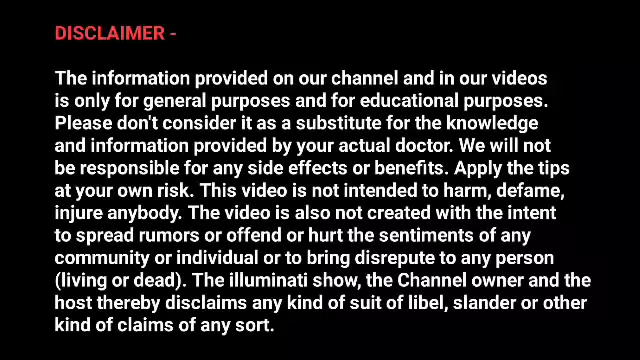 DISCLAIMER -
The information provided on our channel and in our videos
is only for general purposes and for educational purposes.
Please don't consider it as a substitute for the knowledge
and information provided by your actual doctor. We will not
be responsible for any side effects or benefits. Apply the tips
at your own risk. This video is not intended to harm, defame,
injure anybody. The video is also not created with the intent
to spread rumors or offend or hurt the sentiments of any
community or individual or to bring disrepute to any person
(living or dead). The illuminati show, the Channel owner and the
host thereby disclaims any kind of suit of libel, slander or other
kind of claims of any sort.